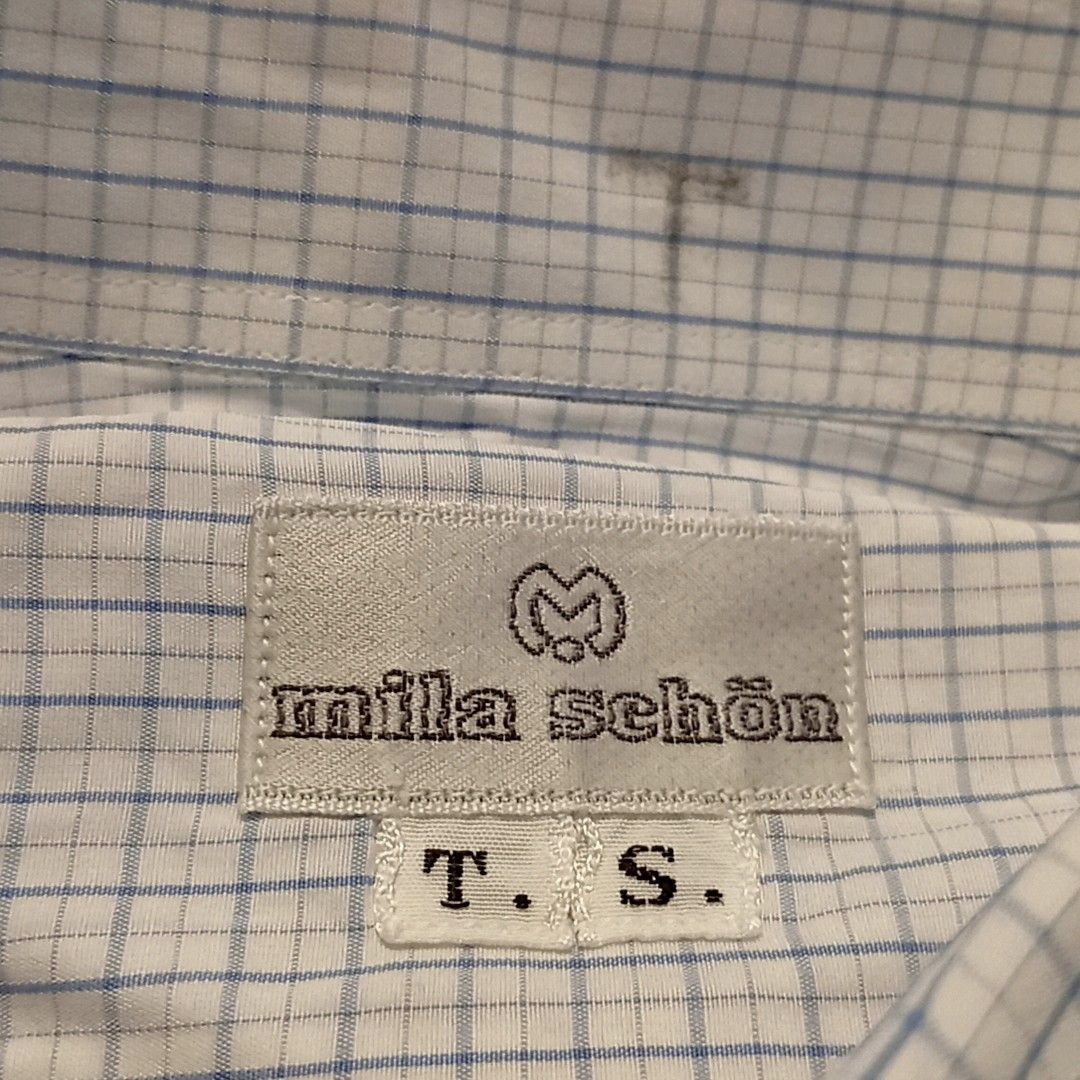 T
M
mila schön
T. S.